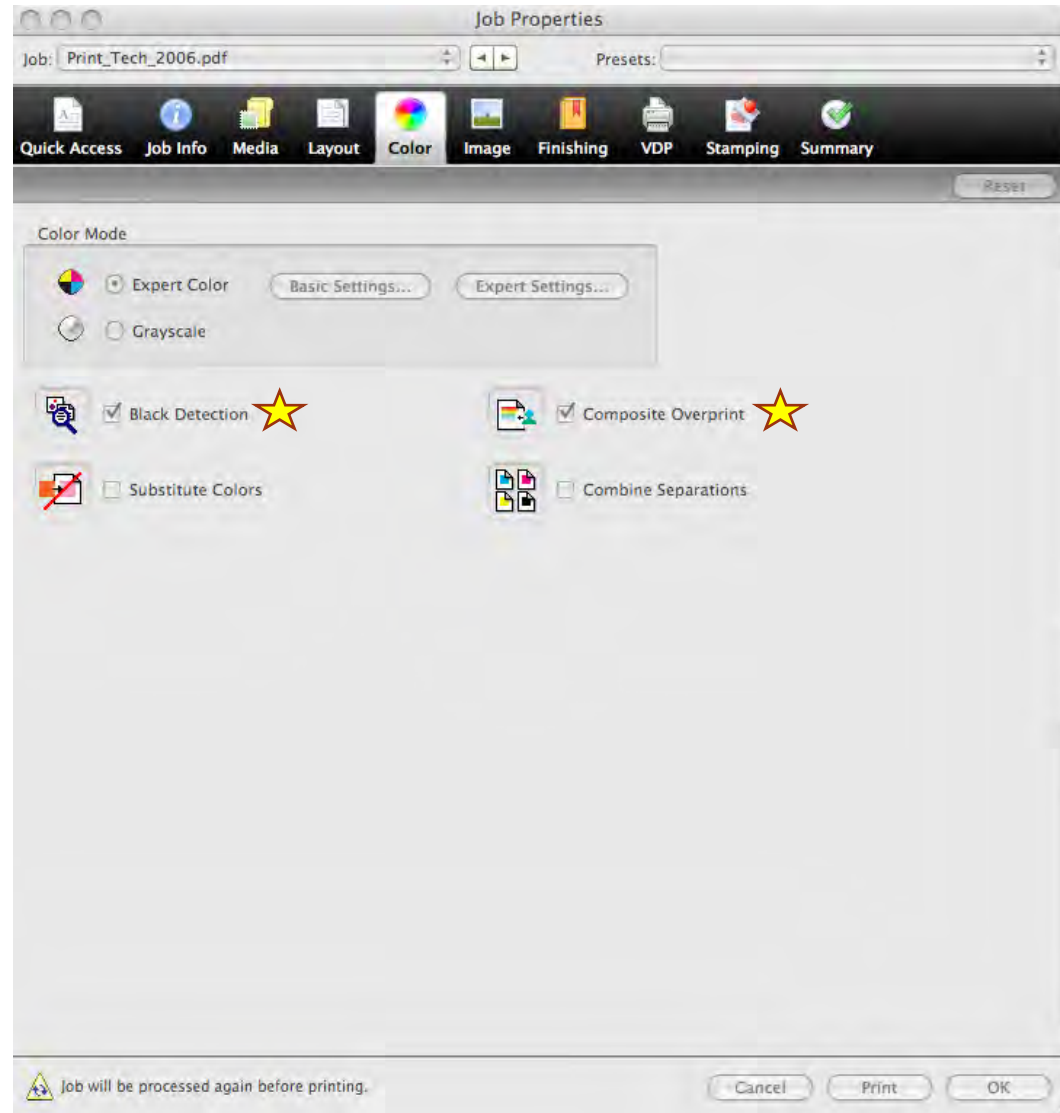 Job Properties
Job: Print_Tech_2006.pdf Presets:
Quick Access Job Info Media Layout Color Image Finishing VDP Stamping Summary
Reset
Color Mode
Expert Color Basic Settings... Expert Settings...
Grayscale
Black Detection Composite Overprint
Substitute Colors Combine Separations
Job will be processed again before printing. Cancel Print OK